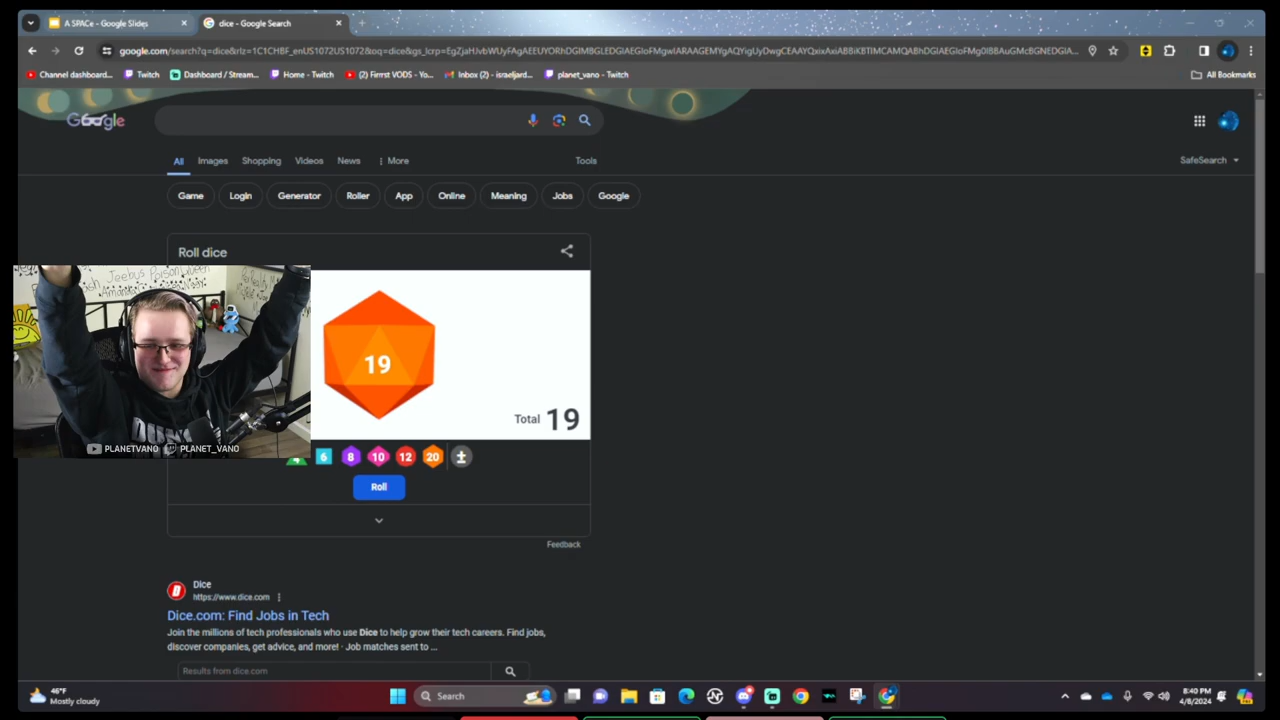 A SPACe - Google Slides
dice - Google Search
Channel dashboard...
Twitch
Dashboard / Stream...
Home - Twitch
(2) Firrrst VODS - Yo...
Inbox (2) - israeljard...
planet_vano - Twitch
All Bookmarks
Google
All
Images
Shopping
Videos
News
More
Tools
SafeSearch
Game
Login
Generator
Roller
App
Online
Meaning
Jobs
Google
Roll dice
Jeebus Poison
19
Total 19
PLANETVANO
PLANET_VANO
4
6
8
10
12
20
±
Roll
Feedback
Dice
https://www.dice.com
Dice.com: Find Jobs in Tech
Join the millions of tech professionals who use Dice to help grow their tech careers. Find jobs,
discover companies, get advice, and more! · Job matches sent to ...
Results from dice.com
46°F
Mostly cloudy
Search
8:40 PM
4/8/2024